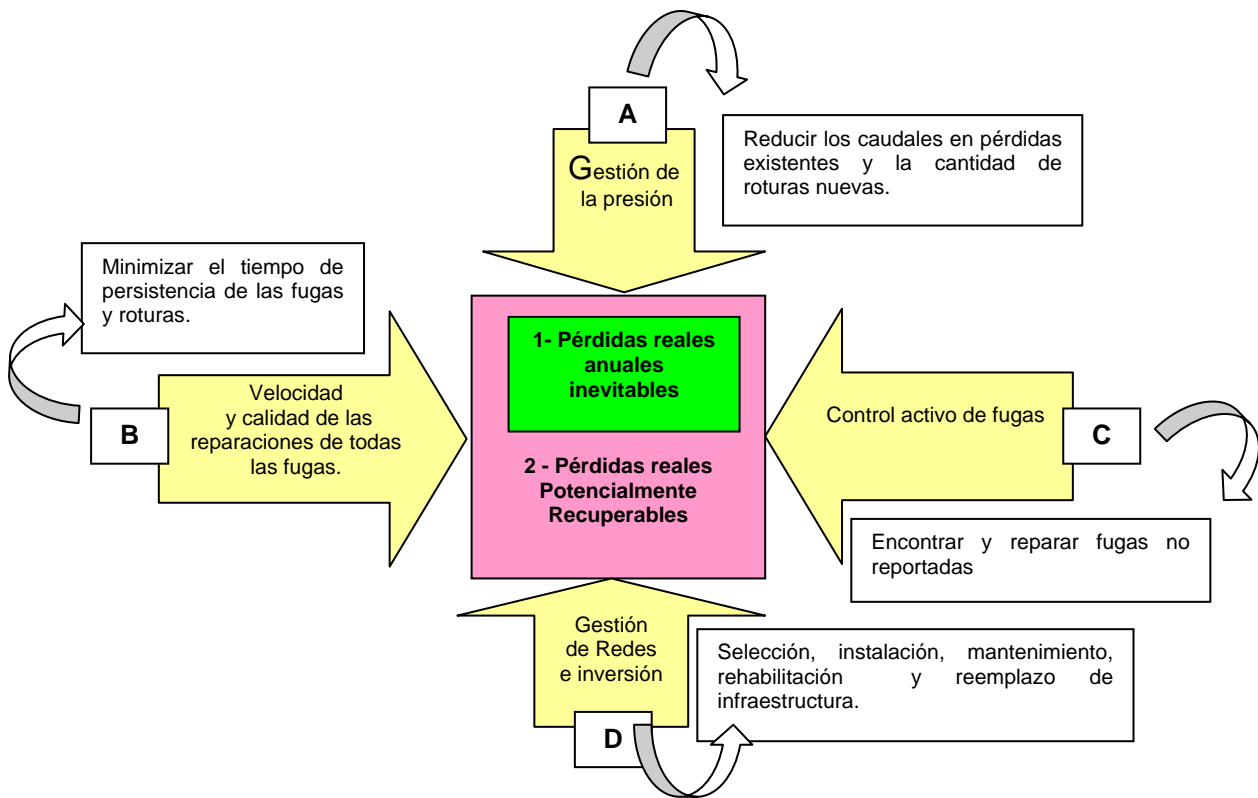 A
Gestión de
la presión
Reducir los caudales en pérdidas
existentes y la cantidad de
roturas nuevas.
Minimizar el tiempo de
persistencia de las fugas
y roturas.
B
Velocidad
y calidad de las
reparaciones de todas
las fugas.
1- Pérdidas reales
anuales
inevitables
2 - Pérdidas reales
Potencialmente
Recuperables
Control activo de fugas
C
Encontrar y reparar fugas no
reportadas
Gestión
de Redes
e inversión
D
Selección, instalación, mantenimiento,
rehabilitación y reemplazo de
infraestructura.